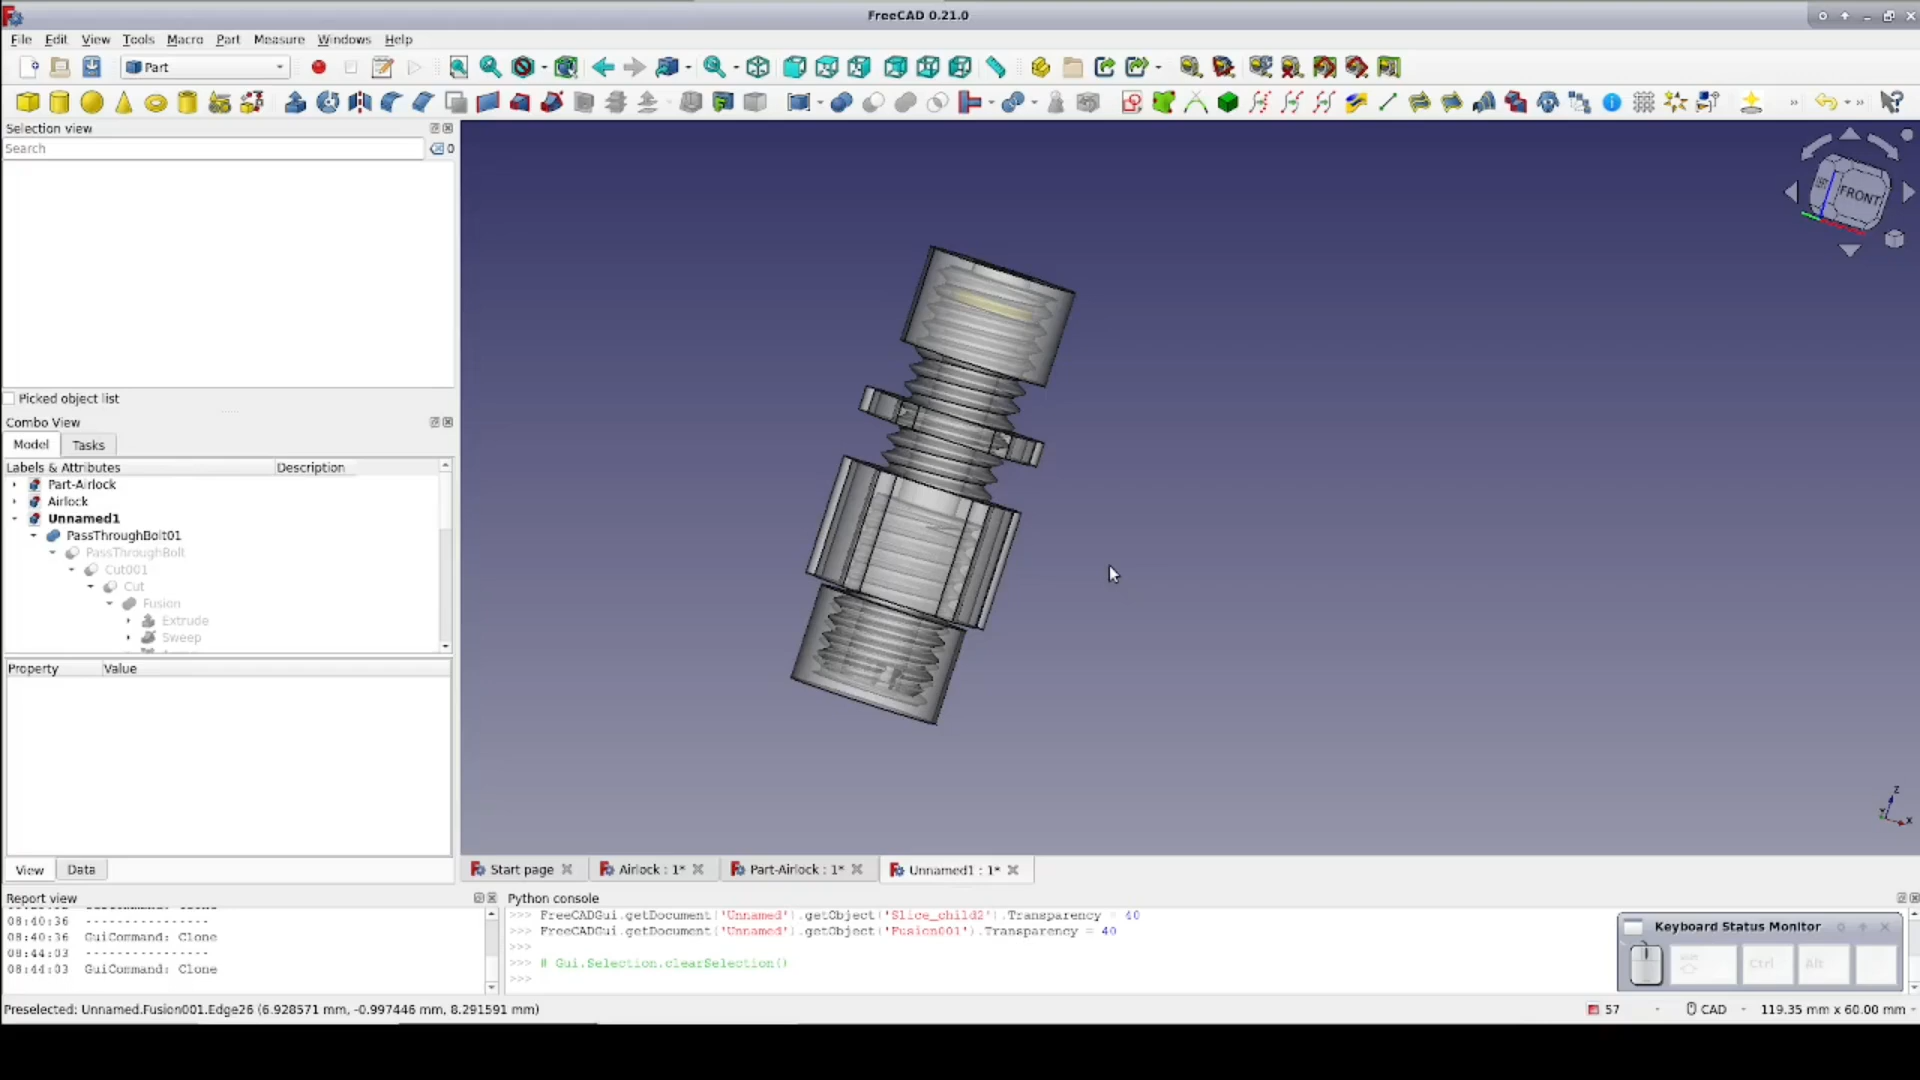 FreeCAD 0.21.0
File Edit View Tools Macro Part Measure Windows Help
Part
Selection view
Search
0
FRONT
Picked object list
Combo View
Model Tasks
Labels & Attributes Description
Part-Airlock
Airlock
Unnamed1
PassThroughBolt01
PassThroughBolt
Cut001
Cut
Fusion
Extrude
Sweep
Property Value
Z
X
View Data
Start page Airlock : 1* Part-Airlock : 1* Unnamed1 : 1*
Report view
08:40:36 ----------------
08:40:36 GuiCommand: Clone
08:44:03 ----------------
08:44:03 GuiCommand: Clone
Python console
>>> FreeCADGui.getDocument('Unnamed').getObject('Slice_child2').Transparency = 40
>>> FreeCADGui.getDocument('Unnamed').getObject('Fusion001').Transparency = 40
>>>
>>> # Gui.Selection.clearSelection()
>>>
Keyboard Status Monitor
Ctrl Alt
Preselected: Unnamed.Fusion001.Edge26 (6.928571 mm, -0.997446 mm, 8.291591 mm)
57 CAD 119.35 mm x 60.00 mm